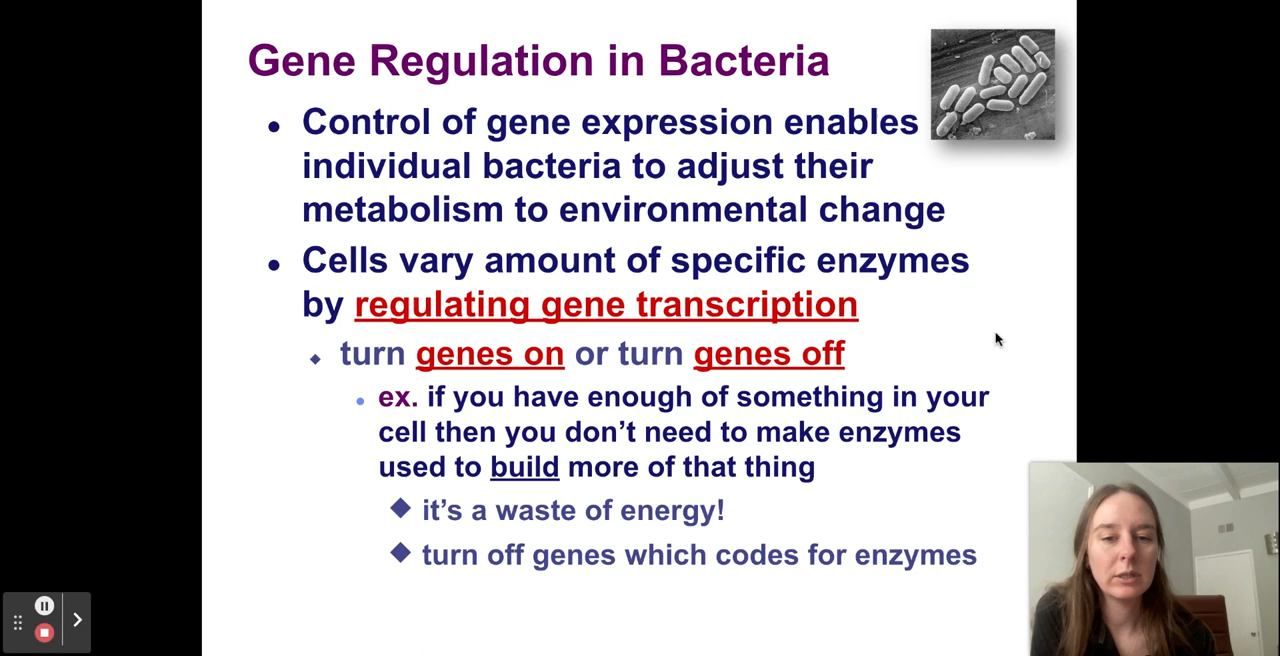 Gene Regulation in Bacteria
Control of gene expression enables
individual bacteria to adjust their
metabolism to environmental change
Cells vary amount of specific enzymes
by regulating gene transcription
turn genes on or turn genes off
ex. if you have enough of something in your
cell then you don’t need to make enzymes
used to build more of that thing
it’s a waste of energy!
turn off genes which codes for enzymes